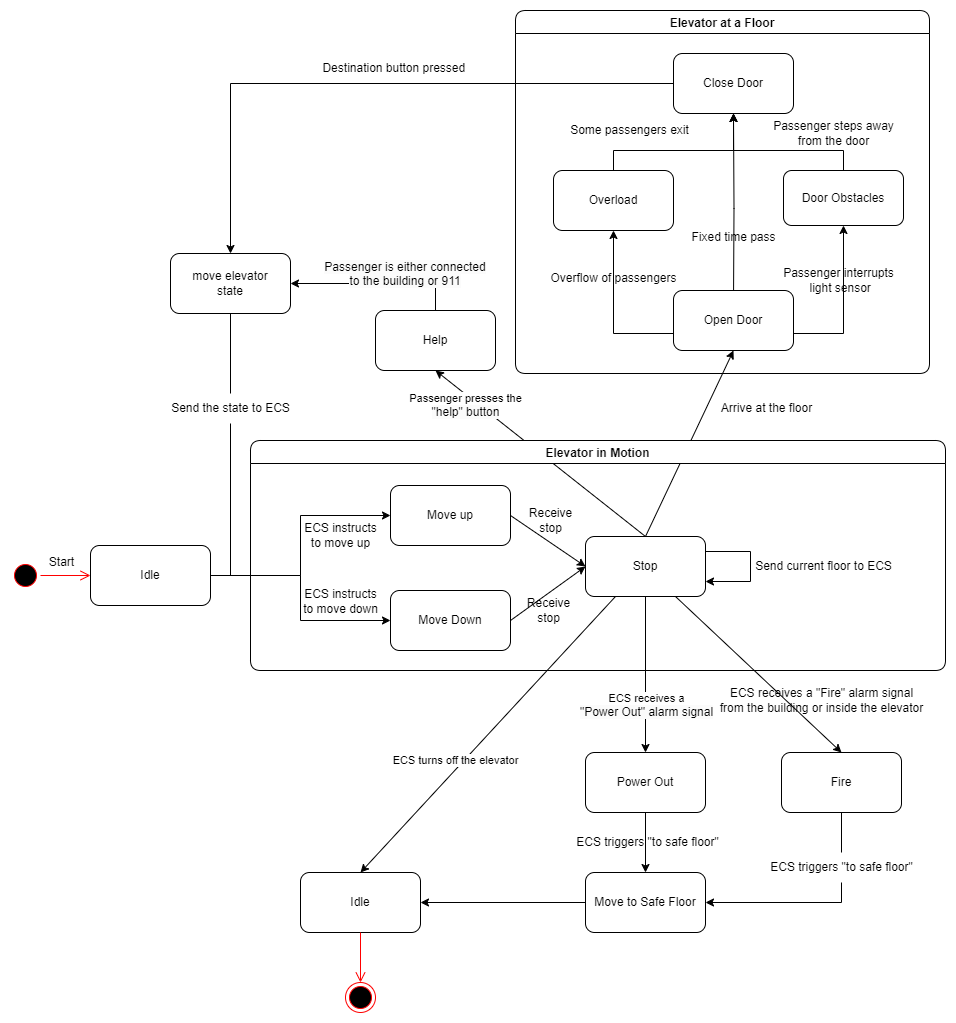 Elevator at a Floor
Destination button pressed
Close Door
Some passengers exit
Passenger steps away
from the door
Overload
Door Obstacles
Fixed time pass
move elevator
state
Passenger is either connected
to the building or 911
Overflow of passengers
Passenger interrupts
light sensor
Open Door
Help
Passenger presses the
"help" button
Send the state to ECS
Arrive at the floor
Elevator in Motion
Move up
Receive
stop
ECS instructs
to move up
Start
Idle
Stop
Send current floor to ECS
ECS instructs
to move down
Move Down
Receive
stop
ECS receives a
"Power Out" alarm signal
ECS receives a "Fire" alarm signal
from the building or inside the elevator
ECS turns off the elevator
Power Out
Fire
ECS triggers "to safe floor"
ECS triggers "to safe floor"
Idle
Move to Safe Floor